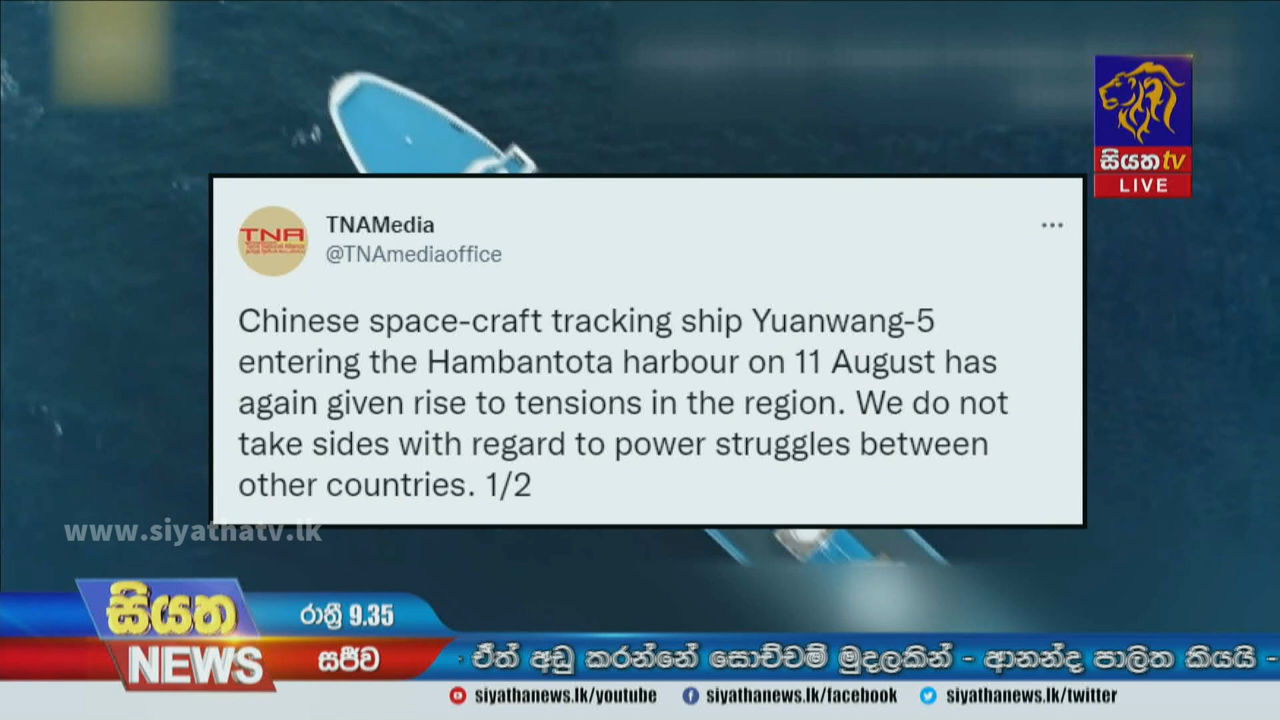 සියත tv
LIVE
TNA
TNAMedia
@TNAmediaoffice
Chinese space-craft tracking ship Yuanwang-5
entering the Hambantota harbour on 11 August has
again given rise to tensions in the region. We do not
take sides with regard to power struggles between
other countries. 1/2
www.siyathatv.lk
සියත
NEWS
රාත්‍රී 9.35
සජීව
ඒත් අඩු කරන්නේ සොච්චම් මුදලකින් - ආනන්ද පාලිත කියයි -
siyathanews.lk/youtube
siyathanews.lk/facebook
siyathanews.lk/twitter